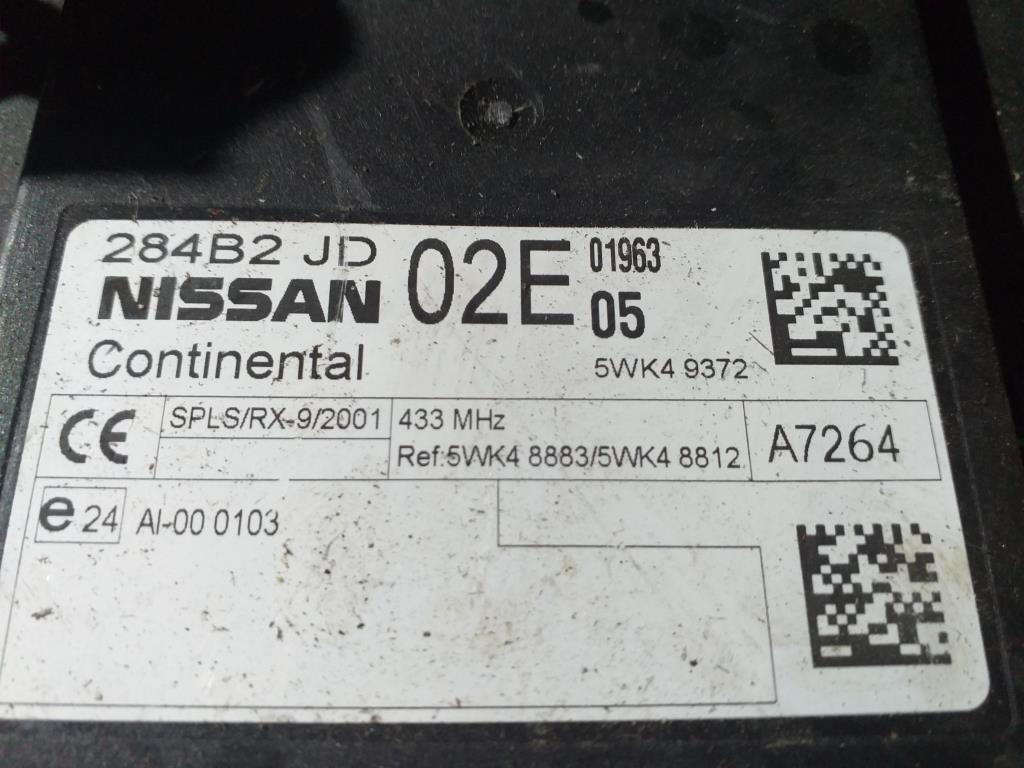 284B2 JD 02E 01963
NISSAN 05
Continental 5WK4 9372
CE SPLS/RX-9/2001 433 MHz
Ref:5WK4 8883/5WK4 8812 A7264
e 24 AI-00 0103